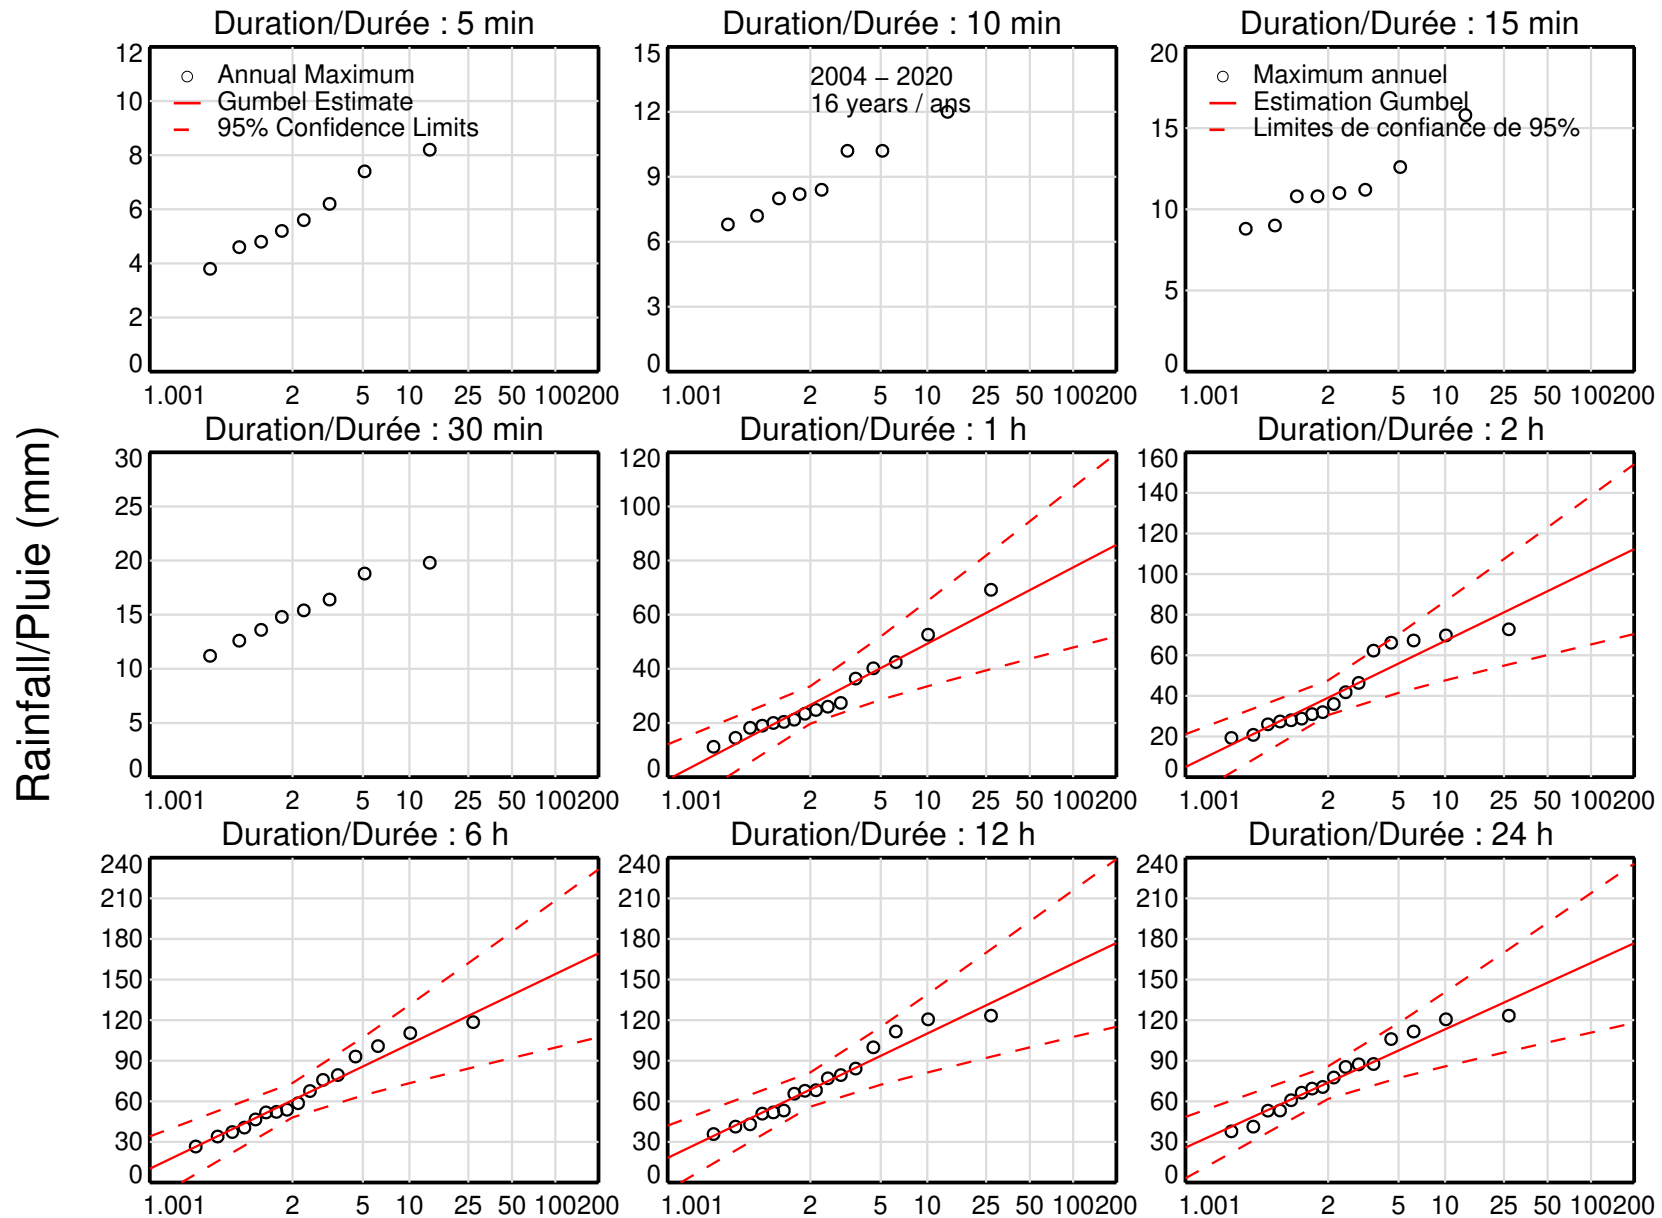 Rainfall/Pluie (mm)
Duration/Durée : 5 min
12
10
8
6
4
2
0
Annual Maximum
Gumbel Estimate
95% Confidence Limits
1.001 2 5 10 25 50 100200
Duration/Durée : 10 min
15
12
9
6
3
0
2004 – 2020
16 years / ans
1.001 2 5 10 25 50 100200
Duration/Durée : 15 min
20
15
10
5
0
Maximum annuel
Estimation Gumbel
Limites de confiance de 95%
1.001 2 5 10 25 50 100200
Duration/Durée : 30 min
30
25
20
15
10
5
0
1.001 2 5 10 25 50 100200
Duration/Durée : 1 h
120
100
80
60
40
20
0
1.001 2 5 10 25 50 100200
Duration/Durée : 2 h
160
140
120
100
80
60
40
20
0
1.001 2 5 10 25 50 100200
Duration/Durée : 6 h
240
210
180
150
120
90
60
30
0
1.001 2 5 10 25 50 100200
Duration/Durée : 12 h
240
210
180
150
120
90
60
30
0
1.001 2 5 10 25 50 100200
Duration/Durée : 24 h
240
210
180
150
120
90
60
30
0
1.001 2 5 10 25 50 100200